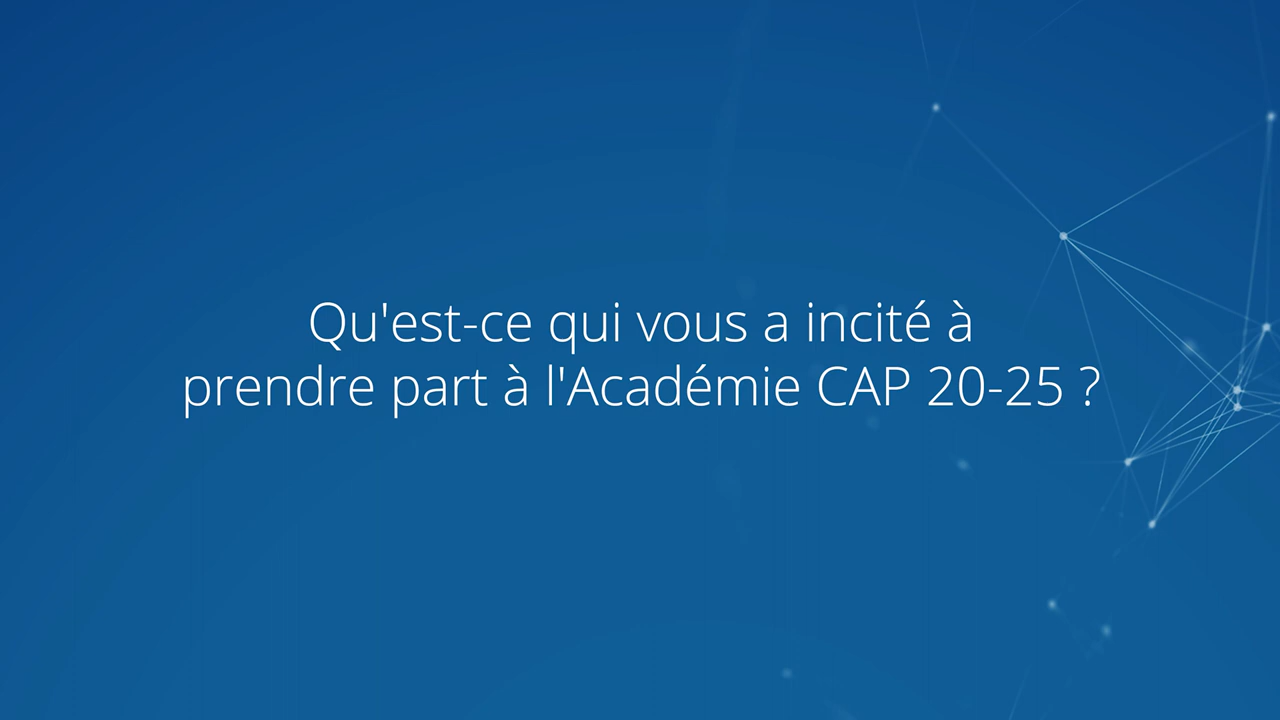 Qu'est-ce qui vous a incité à
prendre part à l'Académie CAP 20-25 ?